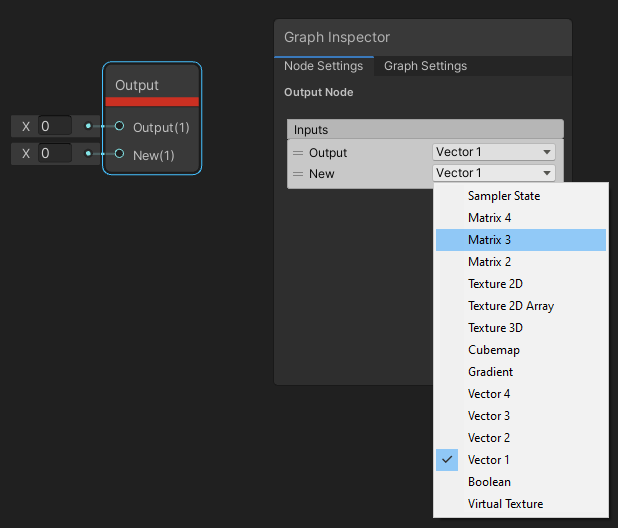 Graph Inspector
Node Settings Graph Settings
Output Node
Output
X 0 Output(1)
X 0 New(1)
Inputs
Output Vector 1
New Vector 1
Sampler State
Matrix 4
Matrix 3
Matrix 2
Texture 2D
Texture 2D Array
Texture 3D
Cubemap
Gradient
Vector 4
Vector 3
Vector 2
Vector 1
Boolean
Virtual Texture